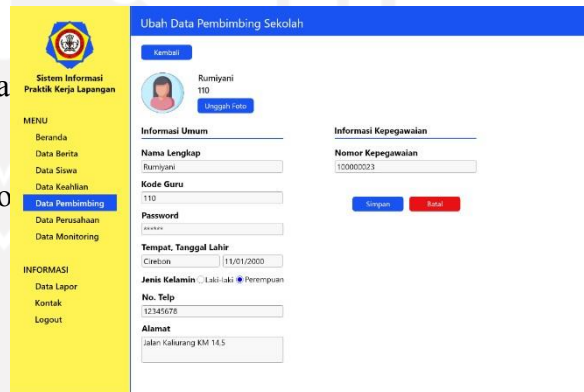 Ubah Data Pembimbing Sekolah
Sistem Informasi
Praktik Kerja Lapangan
MENU
Beranda
Data Berita
Data Siswa
Data Keahlian
Data Pembimbing
Data Perusahaan
Data Monitoring
INFORMASI
Data Lapor
Kontak
Logout
Kembali
Rumiyani
110
Unggah Foto
Informasi Umum
Nama Lengkap
Rumiyani
Kode Guru
110
Password
******
Tempat, Tanggal Lahir
Cirebon 11/01/2000
Jenis Kelamin Laki-laki Perempuan
No. Telp
12345678
Alamat
Jalan Kaliurang KM 14,5
Informasi Kepegawaian
Nomor Kepegawaian
100000023
Simpan Batal
a
o